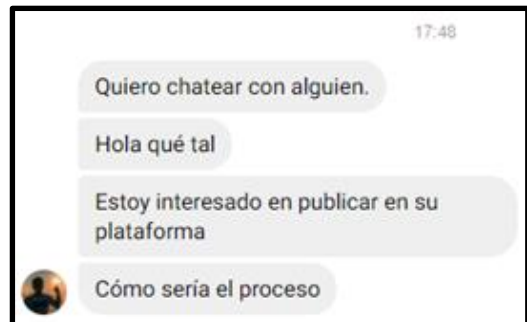 17:48
Quiero chatear con alguien.
Hola qué tal
Estoy interesado en publicar en su
plataforma
Cómo sería el proceso